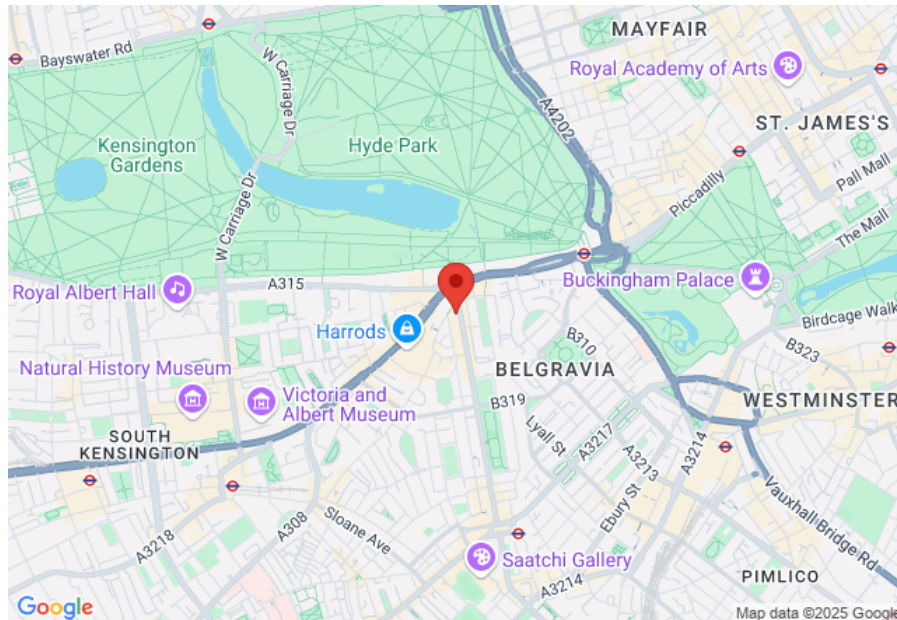 MAYFAIR
Bayswater Rd
W Carriage Dr
Royal Academy of Arts
A4202
ST. JAMES'S
Kensington
Gardens
Hyde Park
Pall Mall
Piccadilly
W Carriage Dr
The Mall
Royal Albert Hall
A315
Buckingham Palace
Birdcage Walk
Harrods
B310
B323
Natural History Museum
BELGRAVIA
Victoria and
Albert Museum
B319
WESTMINSTER
SOUTH
KENSINGTON
Lyall St
A3217
A3213
A3214
Ebury St
Vauxhall Bridge Rd
A3218
A308
Sloane Ave
Saatchi Gallery
A3214
PIMLICO
Google
Map data ©2025 Google